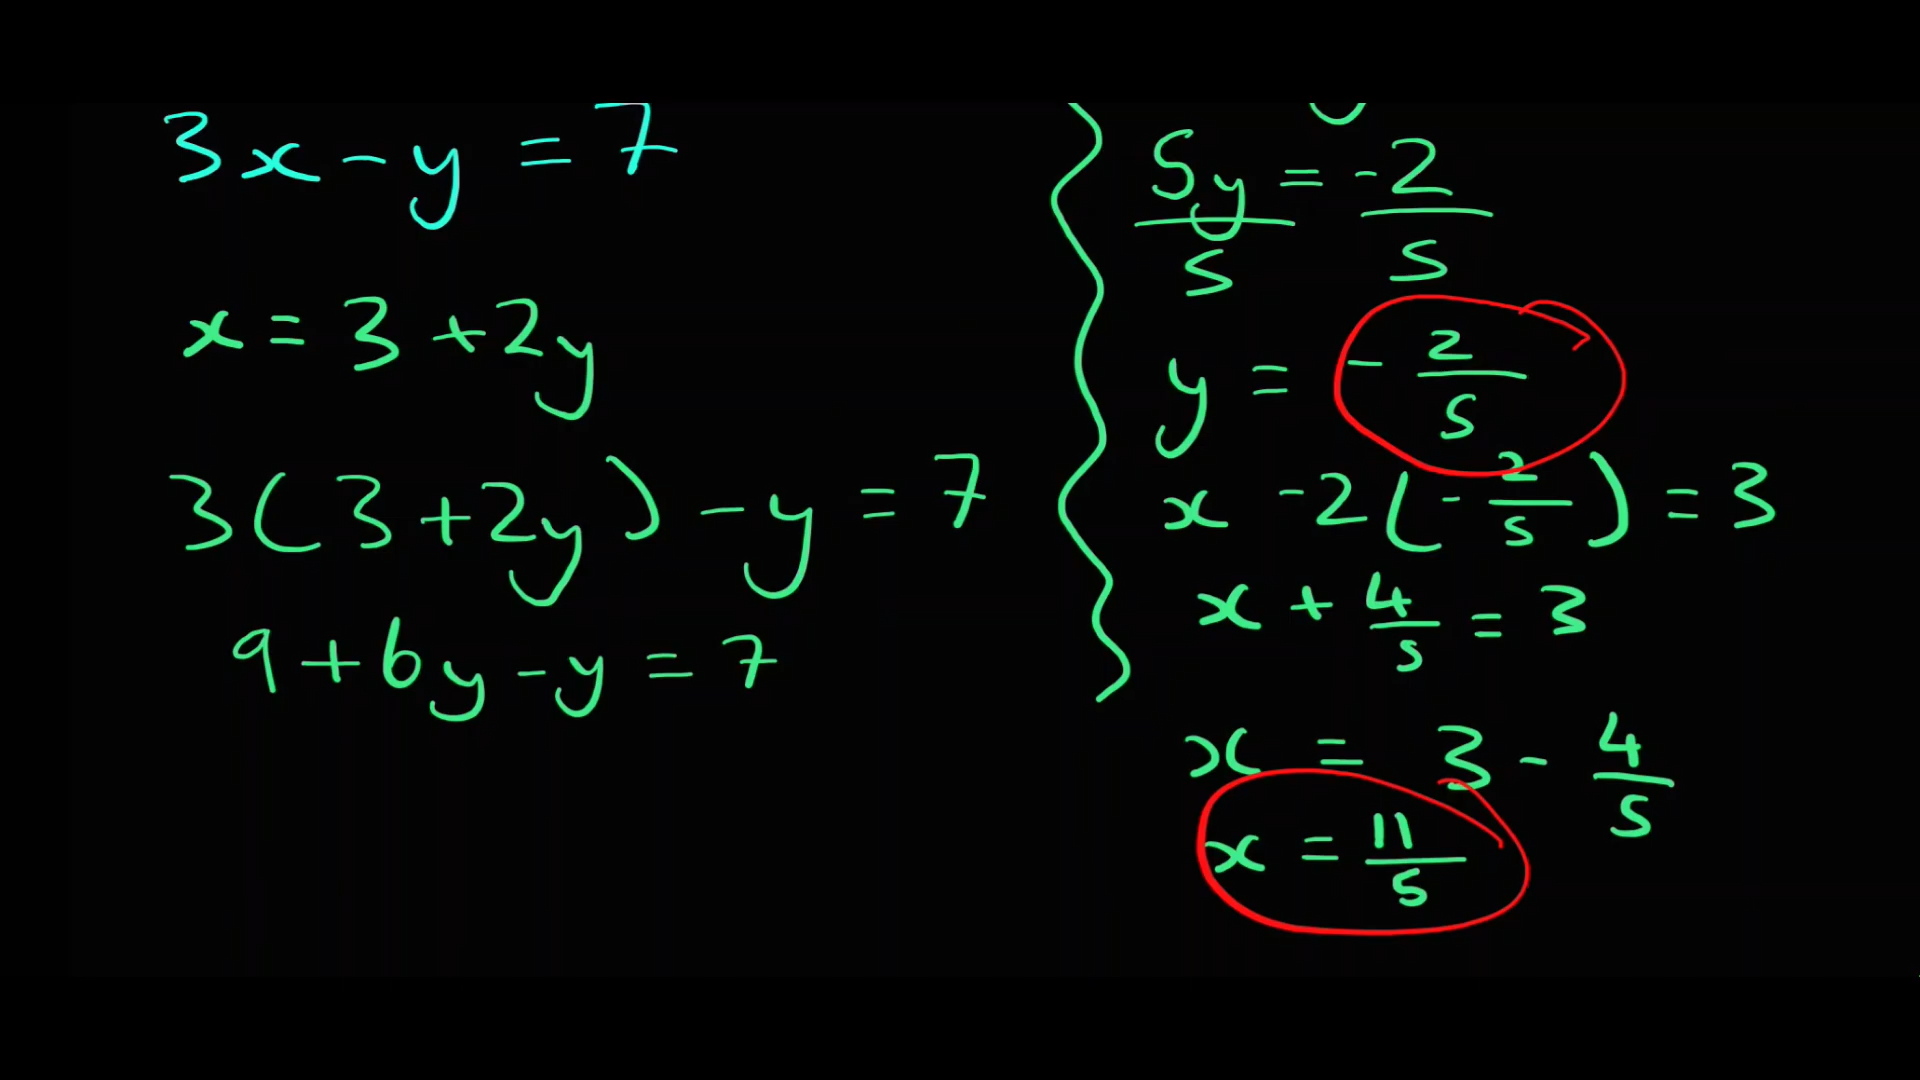 3x - y = 7
x = 3 + 2y
3(3 + 2y) - y = 7
9 + 6y - y = 7
5y/5 = -2/5
y = -2/5
x - 2(-2/5) = 3
x + 4/5 = 3
x = 3 - 4/5
x = 11/5